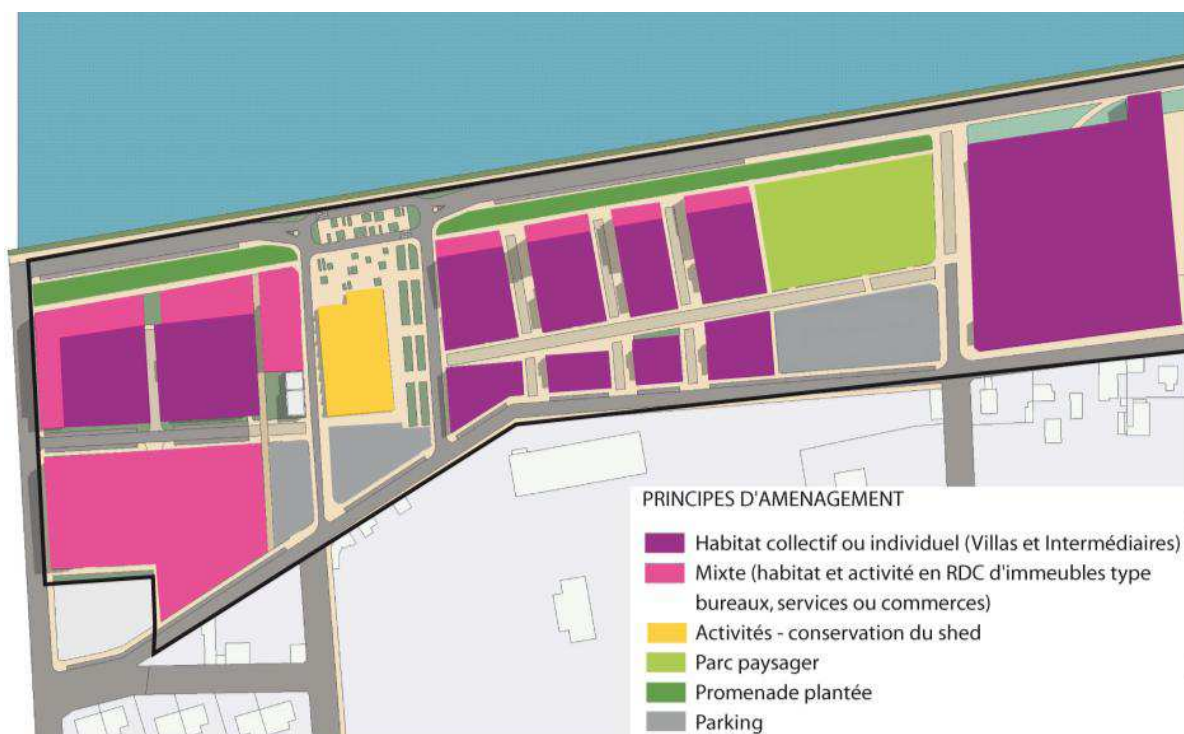 PRINCIPES D'AMENAGEMENT
Habitat collectif ou individuel (Villas et Intermédiaires)
Mixte (habitat et activité en RDC d'immeubles type
bureaux, services ou commerces)
Activités - conservation du shed
Parc paysager
Promenade plantée
Parking